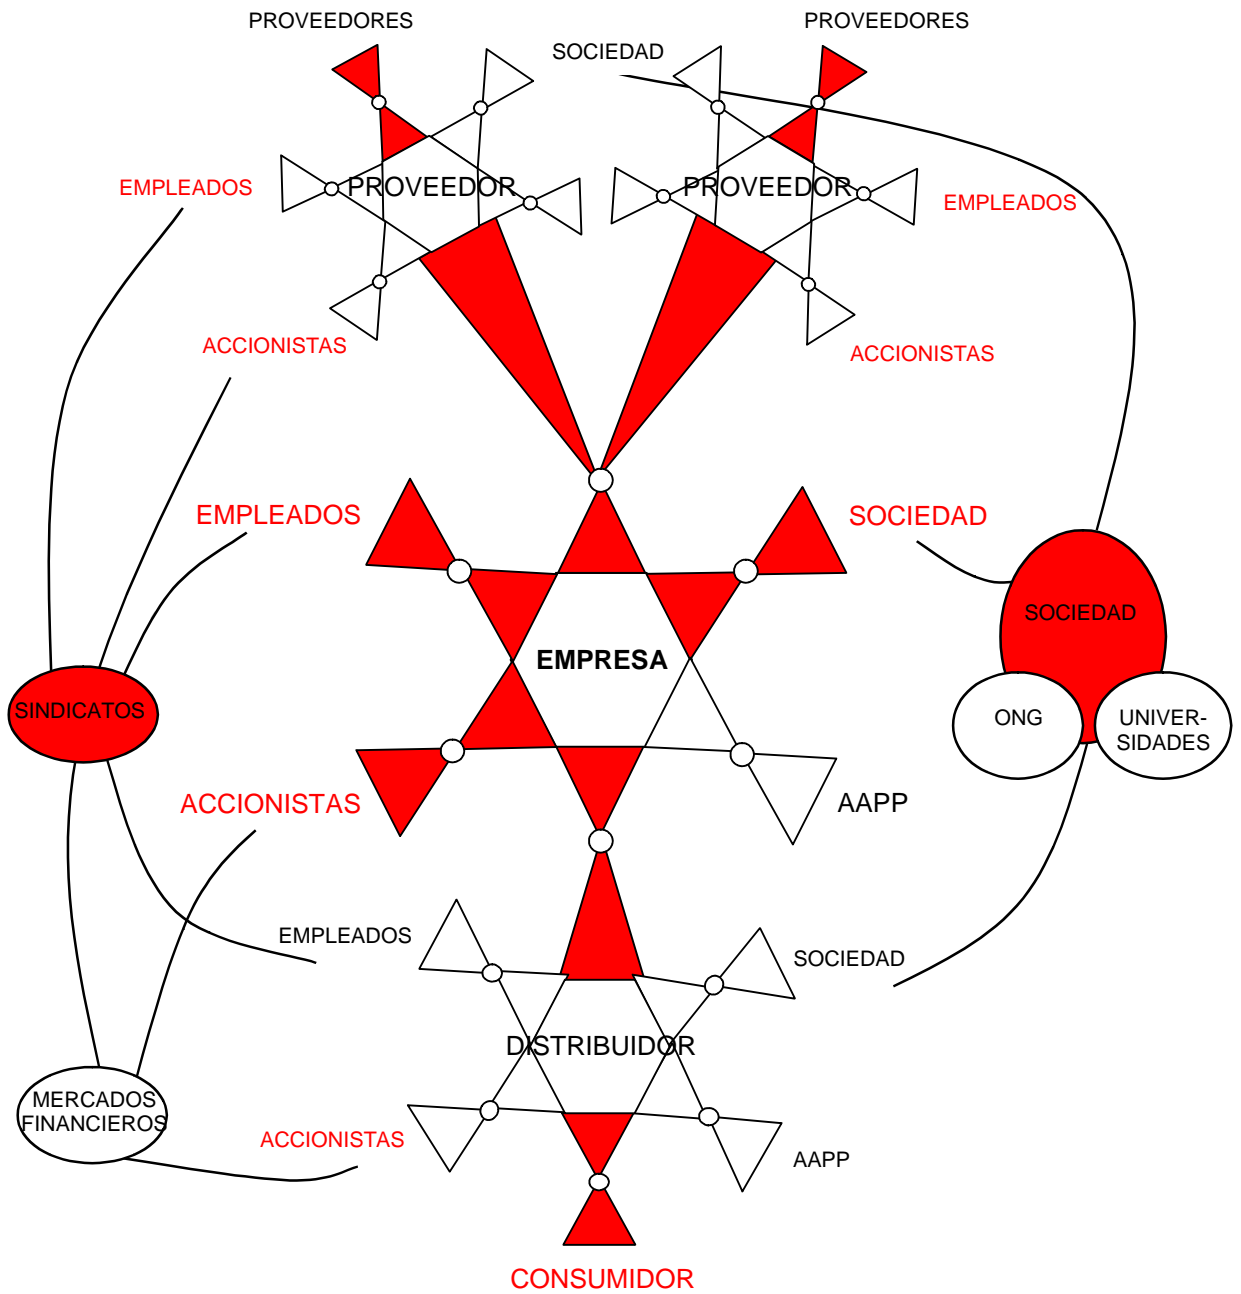 PROVEEDORES
PROVEEDORES
SOCIEDAD
EMPLEADOS
PROVEEDOR
PROVEEDOR
EMPLEADOS
ACCIONISTAS
ACCIONISTAS
EMPLEADOS
SOCIEDAD
SOCIEDAD
EMPRESA
SINDICATOS
ONG
UNIVER-
SIDADES
ACCIONISTAS
AAPP
EMPLEADOS
SOCIEDAD
DISTRIBUIDOR
MERCADOS
FINANCIEROS
ACCIONISTAS
AAPP
CONSUMIDOR